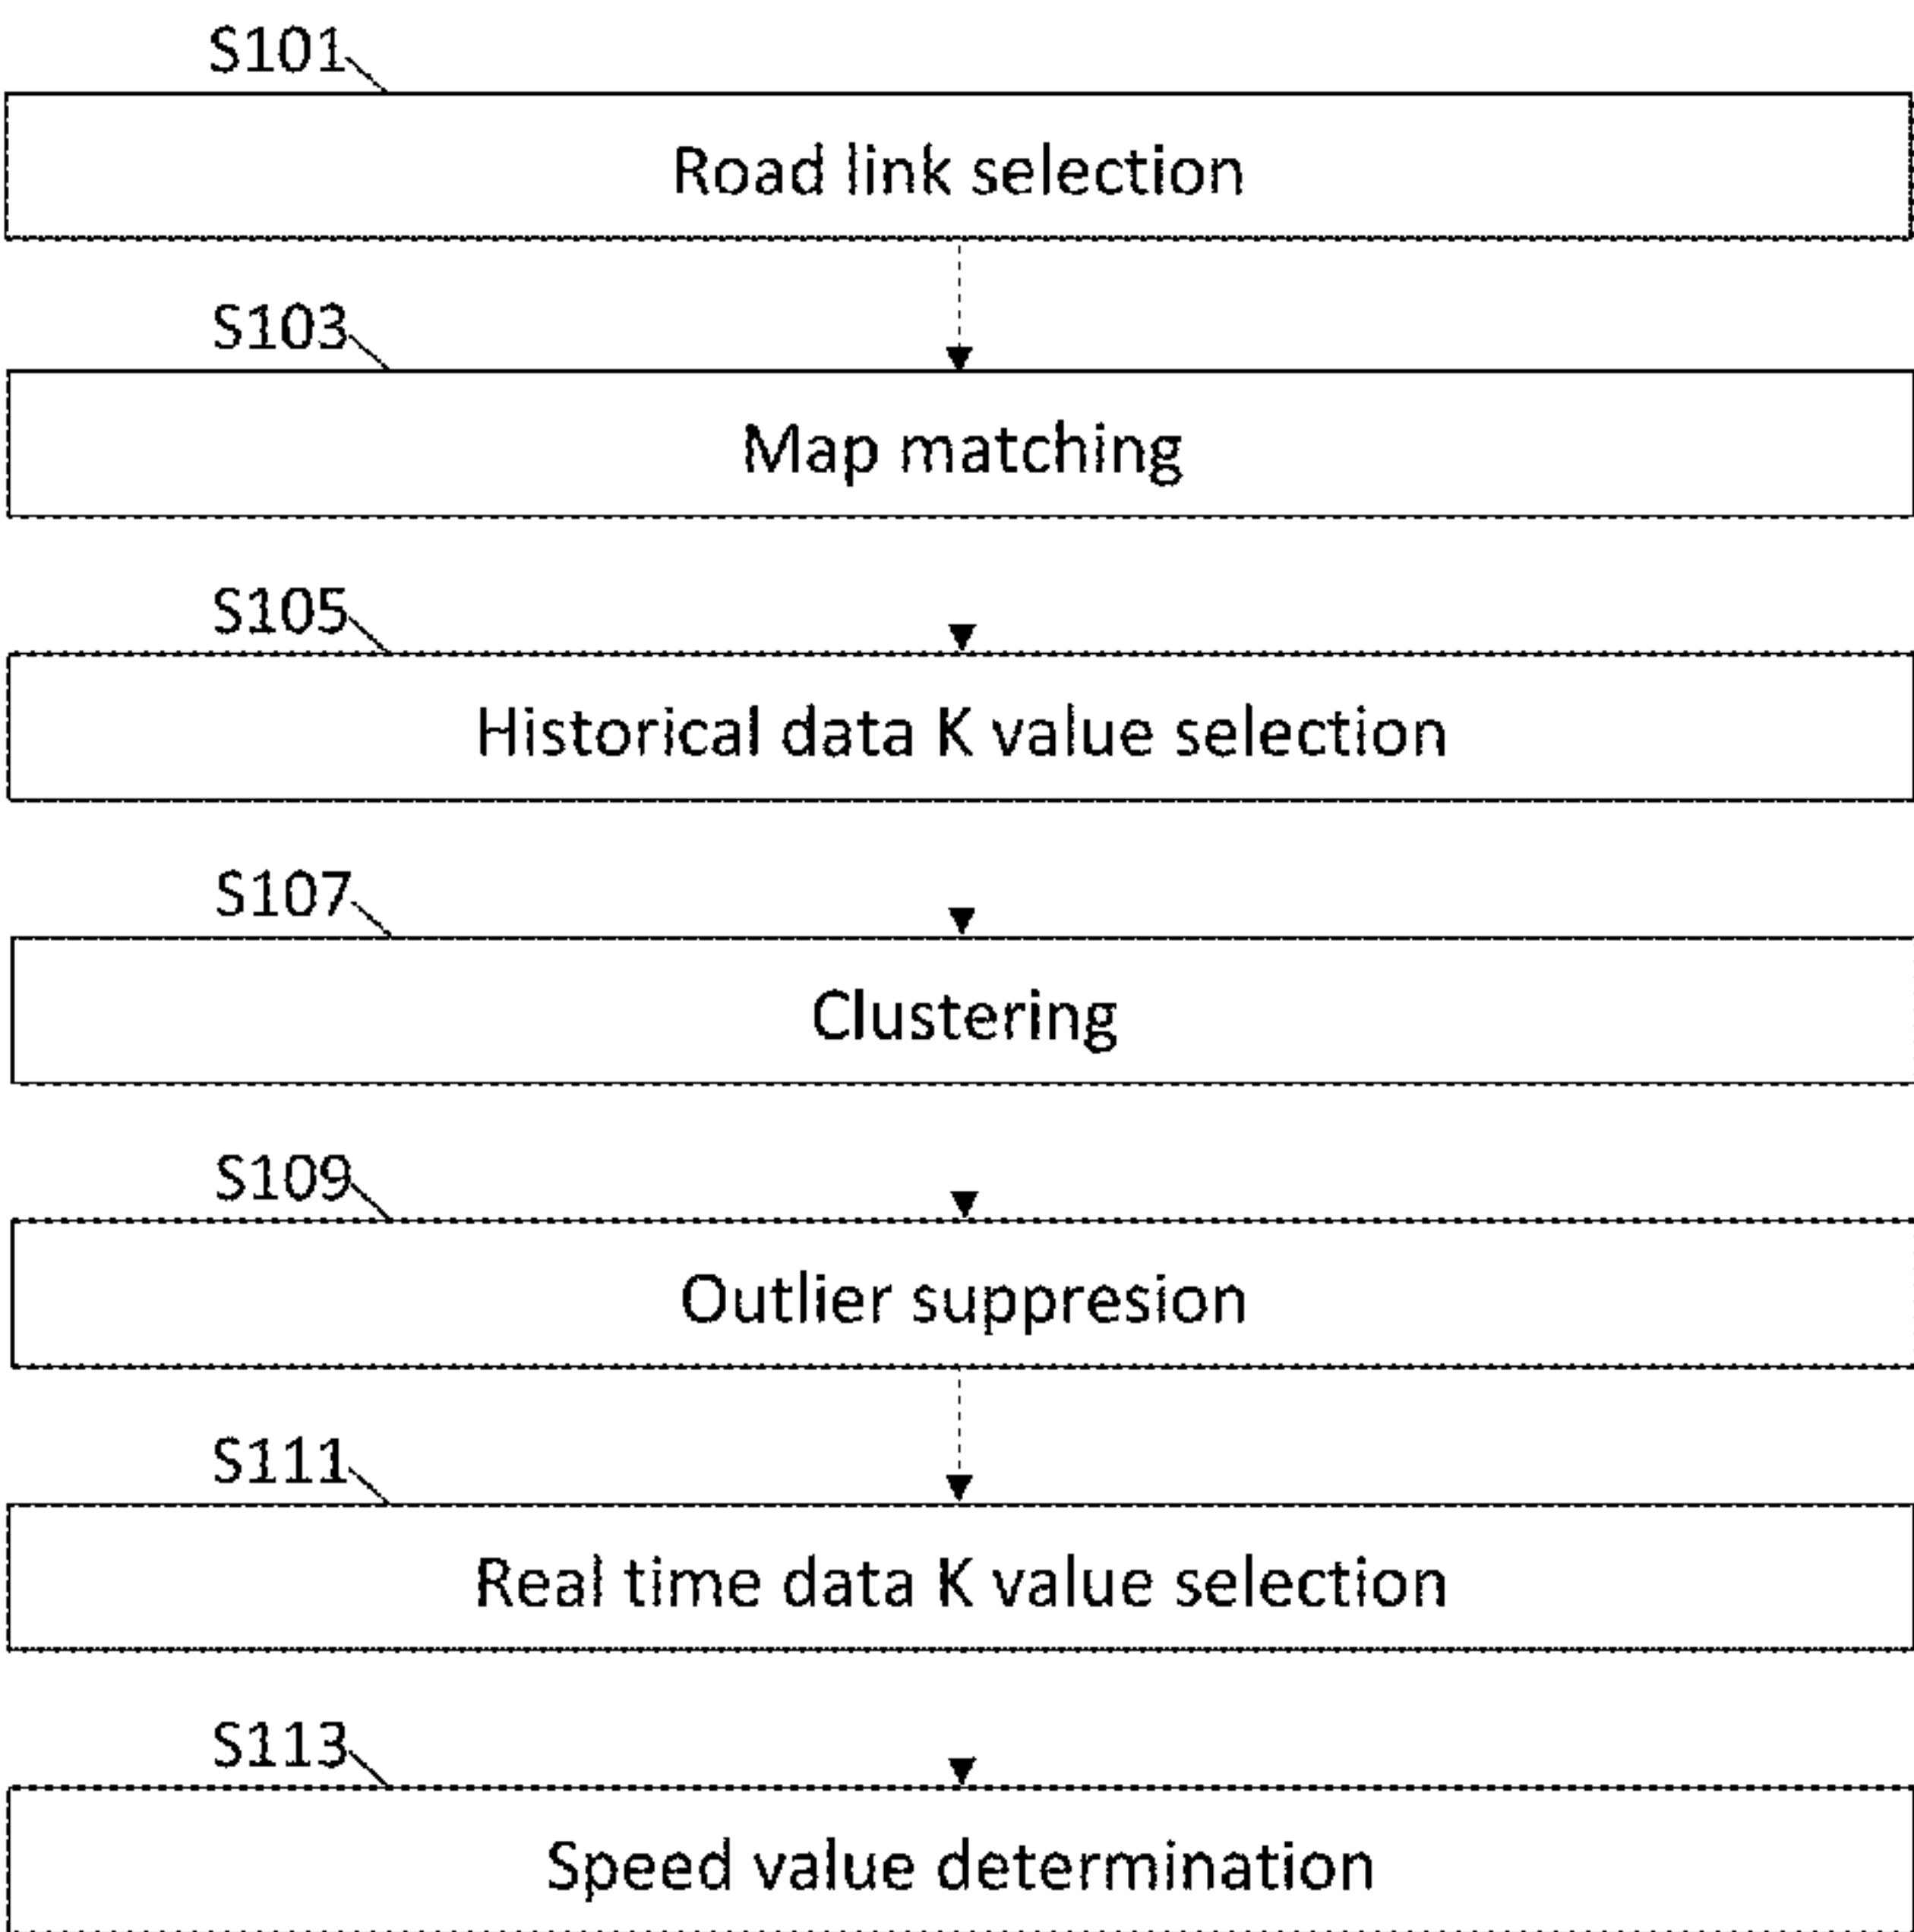 S101
Road link selection
S103
Map matching
S105
Historical data K value selection
S107
Clustering
S109
Outlier suppresion
S111
Real time data K value selection
S113
Speed value determination